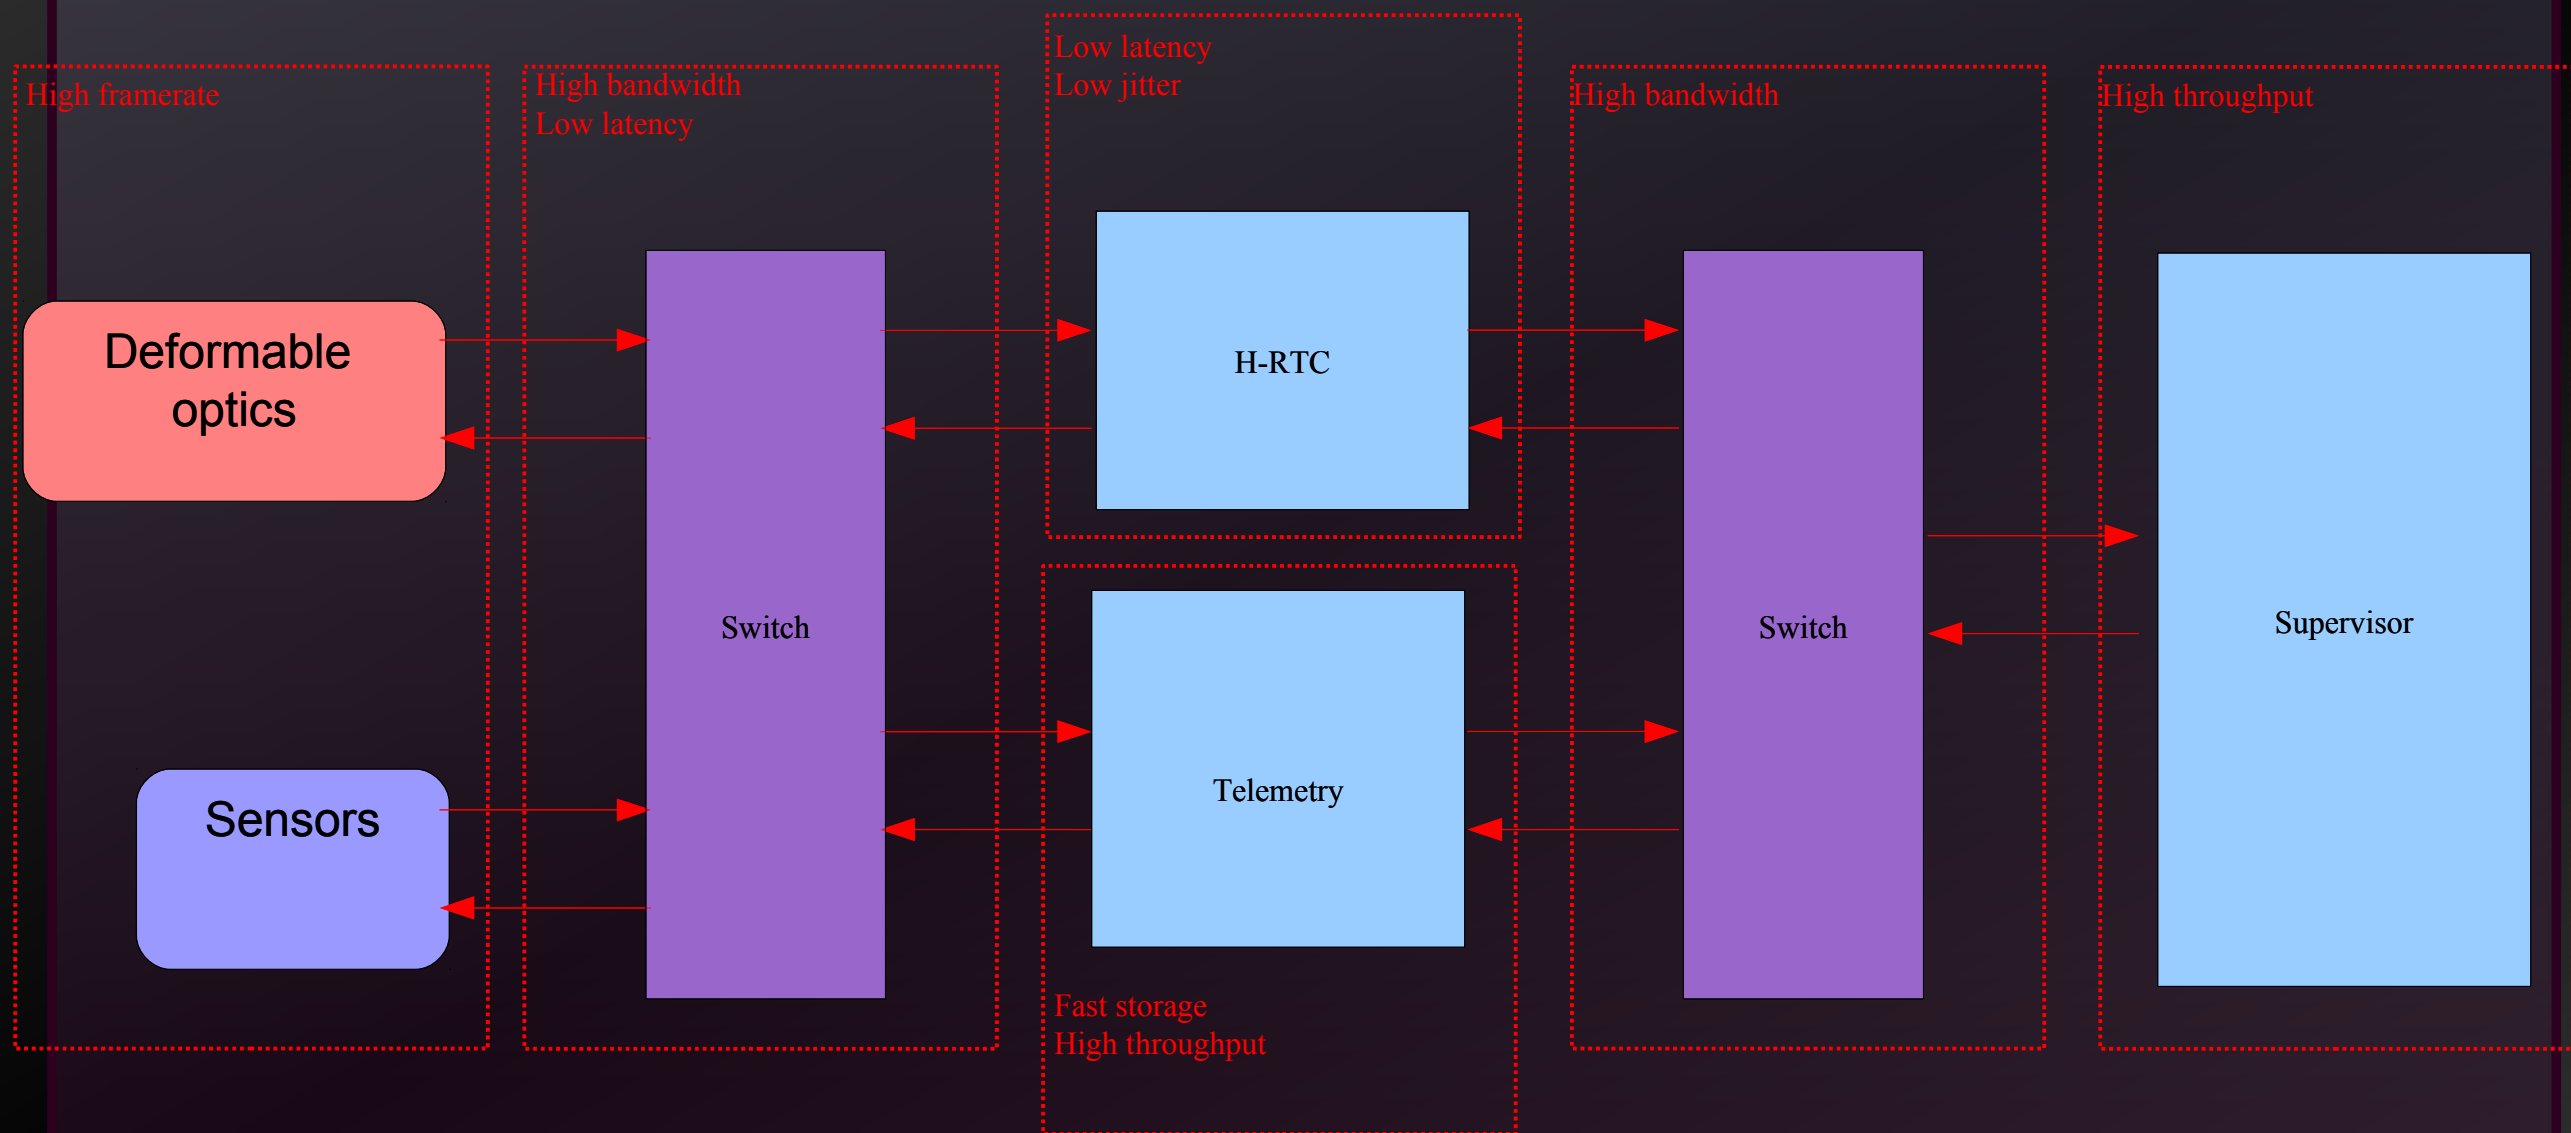 High framerate
High bandwidth
Low latency
Low latency
Low jitter
High bandwidth
High throughput
Deformable
optics
H-RTC
Switch
Switch
Supervisor
Sensors
Telemetry
Fast storage
High throughput